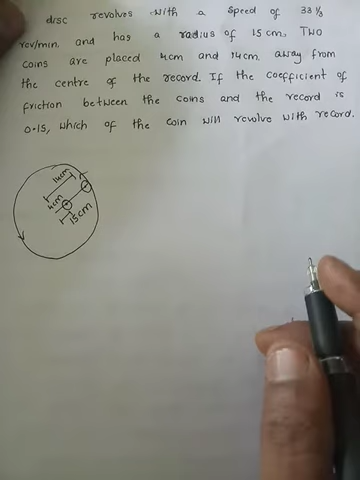 disc revolves with a speed of 33 1/3
rev/min. and has a radius of 15 cm. Two
coins are placed 4cm and 14cm away from
the centre of the record. If the coefficient of
friction between the coins and the record is
0.15, which of the coin will revolve with record.
14cm
4cm
15cm